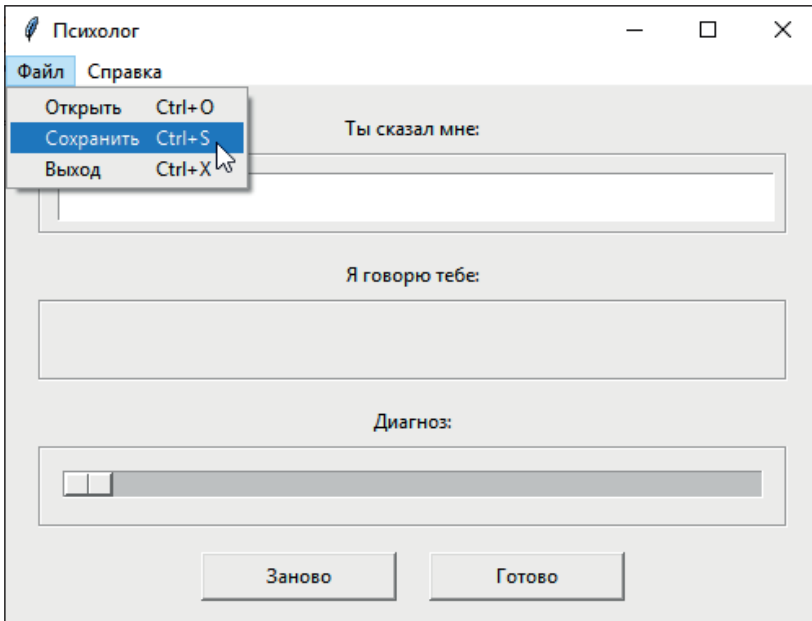 Психолог
Файл Справка
Открыть Ctrl+O
Сохранить Ctrl+S
Выход Ctrl+X
Ты сказал мне:
Я говорю тебе:
Диагноз:
Заново Готово